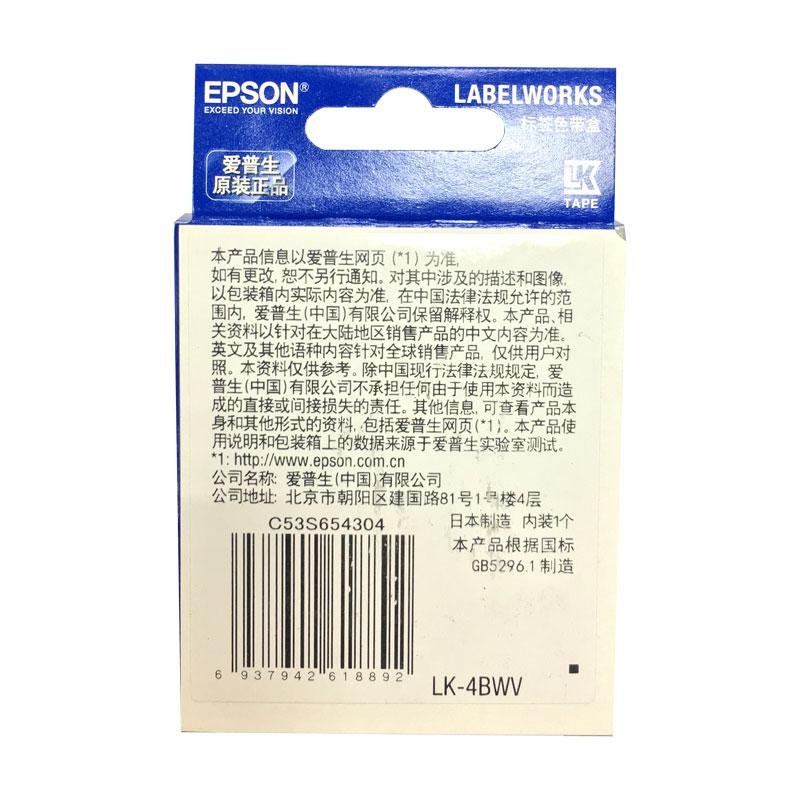 EPSON®
EXCEED YOUR VISION
LABELWORKS
标签色带盒
爱普生
原装正品
LK
TAPE
本产品信息以爱普生网页 (*1) 为准,
如有更改, 恕不另行通知。对其中涉及的描述和图像,
以包装箱内实际内容为准, 在中国法律法规允许的范
围内, 爱普生(中国)有限公司保留解释权。本产品、相
关资料以针对在大陆地区销售产品的中文内容为准。
英文及其他语种内容针对全球销售产品, 仅供用户对
照。本资料仅供参考。除中国现行法律法规规定, 爱
普生(中国)有限公司不承担任何由于使用本资料而造
成的直接或间接损失的责任。其他信息, 可查看产品本
身和其他形式的资料, 包括爱普生网页(*1)。本产品使
用说明和包装箱上的数据来源于爱普生实验室测试。
*1: http://www.epson.com.cn
公司名称: 爱普生(中国)有限公司
公司地址: 北京市朝阳区建国路81号1号楼4层
C53S654304
日本制造 内装1个
本产品根据国标
GB5296.1 制造
6 937942 618892
LK-4BWV